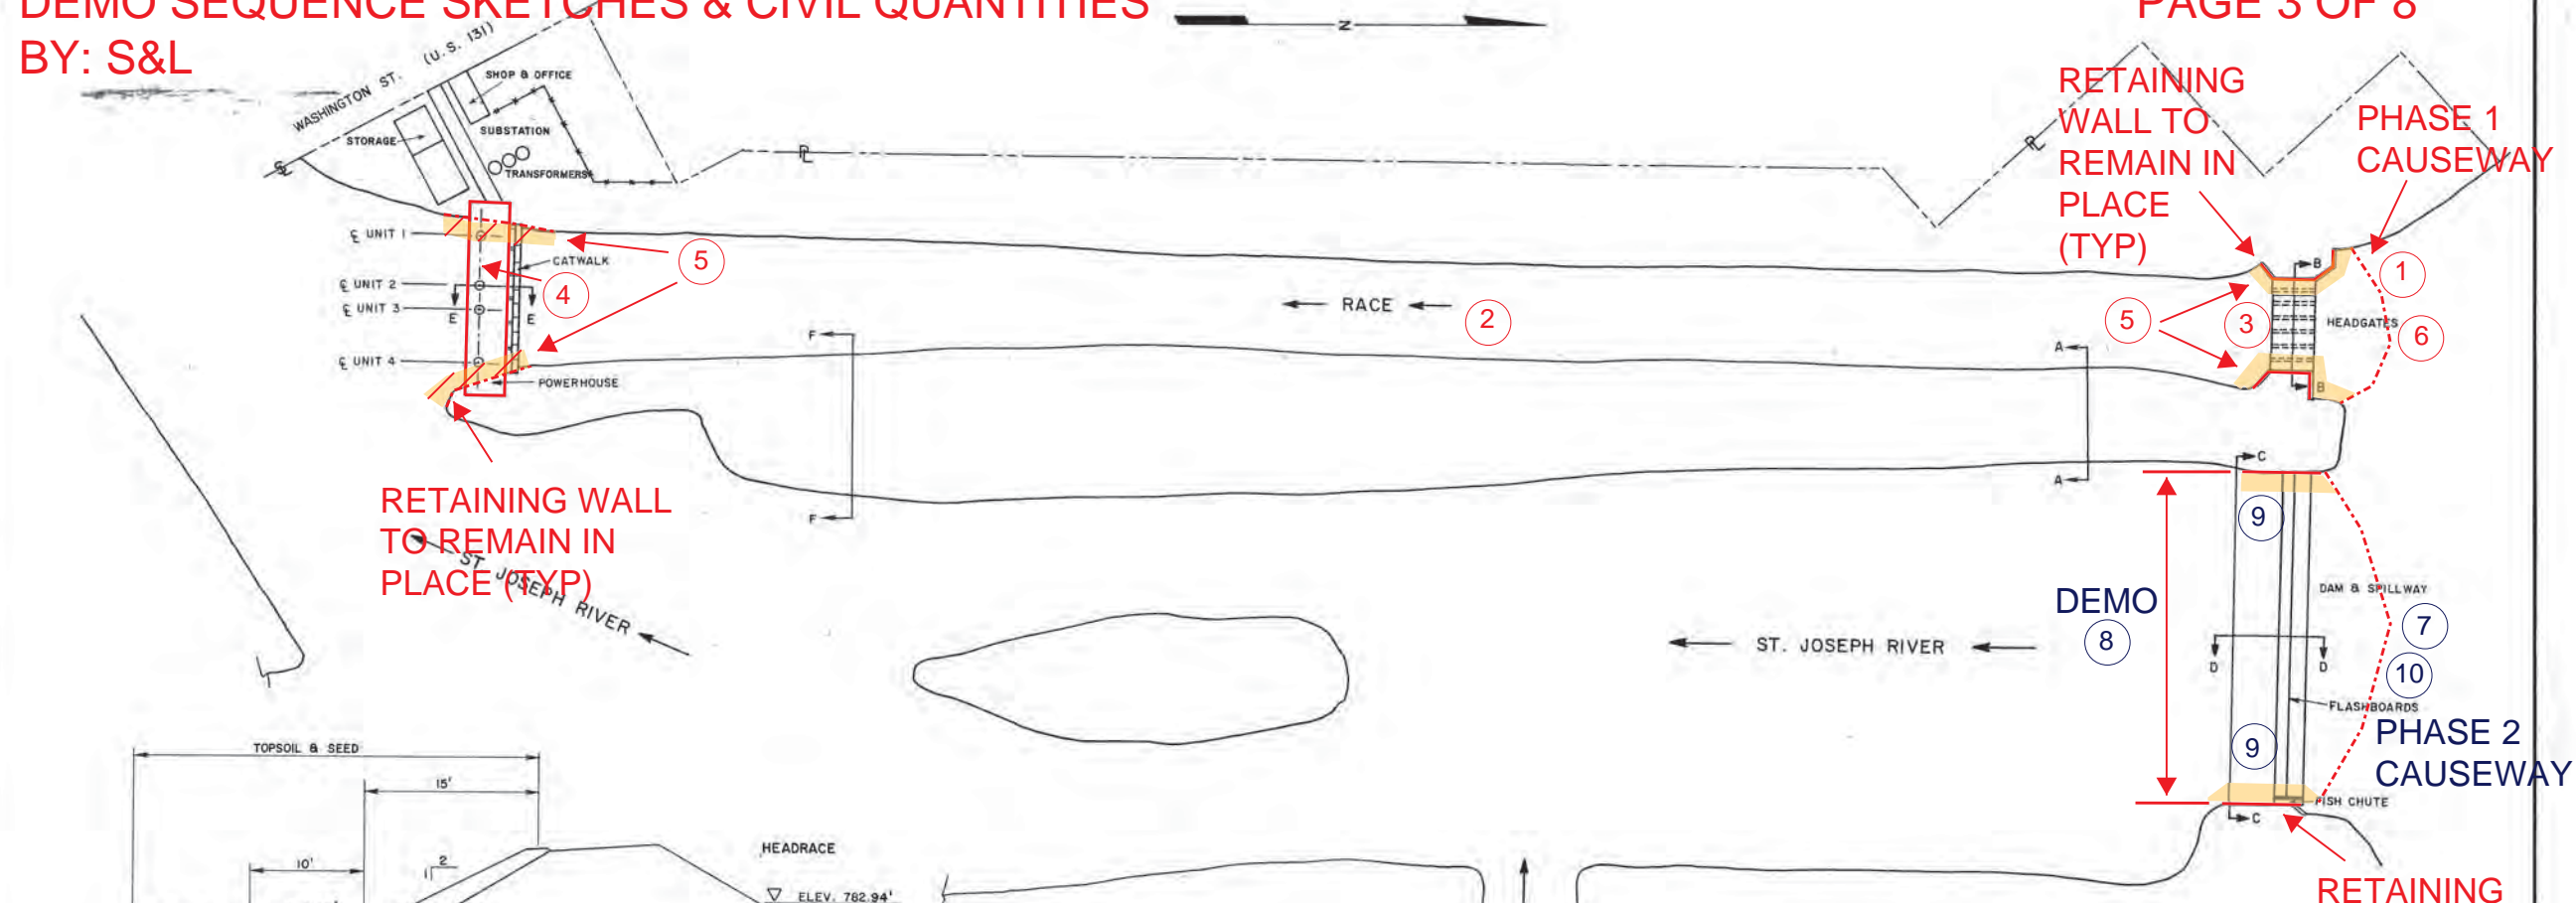 DEMO SEQUENCE SKETCHES & CIVIL QUANTITIES
BY: S&L
PAGE 3 OF 8
N
WASHINGTON ST. (U.S. 131)
SHOP & OFFICE
STORAGE
SUBSTATION
TRANSFORMERS
RETAINING
WALL TO
REMAIN IN
PLACE
(TYP)
PHASE 1
CAUSEWAY
℄ UNIT 1
℄ UNIT 2
℄ UNIT 3
℄ UNIT 4
E
E
CATWALK
POWERHOUSE
4
5
RACE
2
F
F
A
A
B
B
5
3
HEADGATES
1
6
RETAINING WALL
TO REMAIN IN
PLACE (TYP)
ST. JOSEPH RIVER
ST. JOSEPH RIVER
C
C
9
9
DEMO
8
D
D
DAM & SPILLWAY
7
10
FLASHBOARDS
PHASE 2
CAUSEWAY
FISH CHUTE
RETAINING
TOPSOIL & SEED
15'
10'
2
1
HEADRACE
ELEV. 782.94'